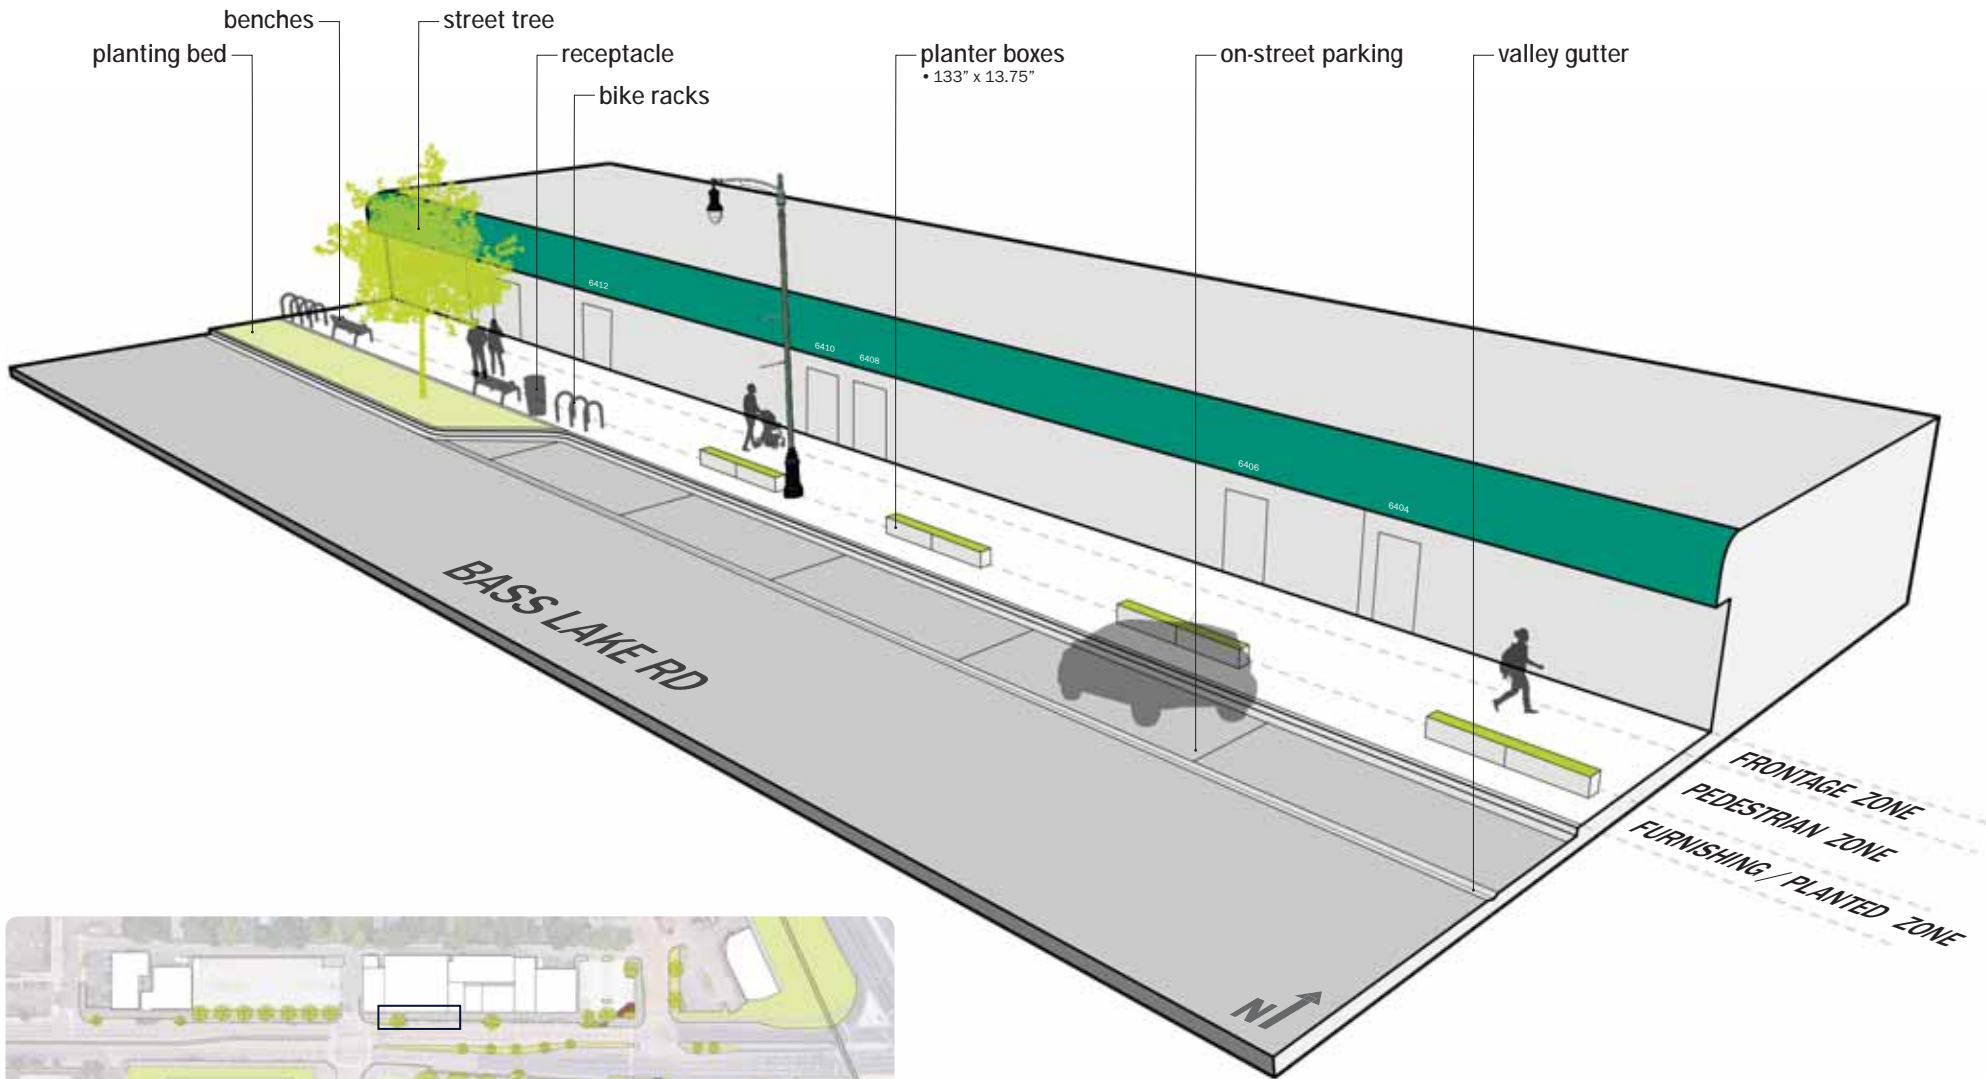 benches
street tree
planting bed
receptacle
planter boxes
• 133” x 13.75”
on-street parking
valley gutter
bike racks
6412
6410
6408
6406
6404
BASS LAKE RD
FRONTAGE ZONE
PEDESTRIAN ZONE
FURNISHING / PLANTED ZONE
N